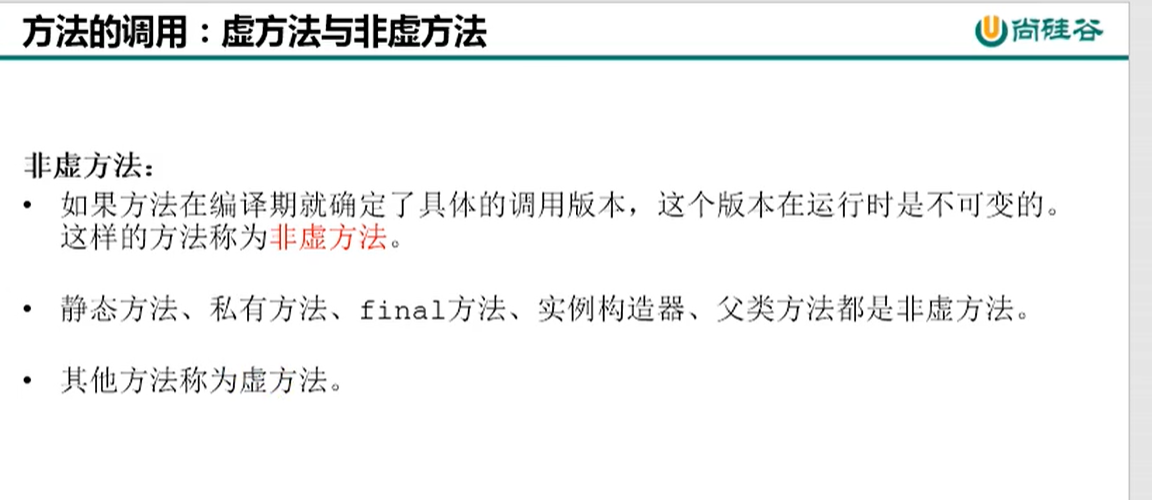 方法的调用：虚方法与非虚方法
尚硅谷
非虚方法：
• 如果方法在编译期就确定了具体的调用版本，这个版本在运行时是不可变的。
这样的方法称为非虚方法。
• 静态方法、私有方法、final方法、实例构造器、父类方法都是非虚方法。
• 其他方法称为虚方法。